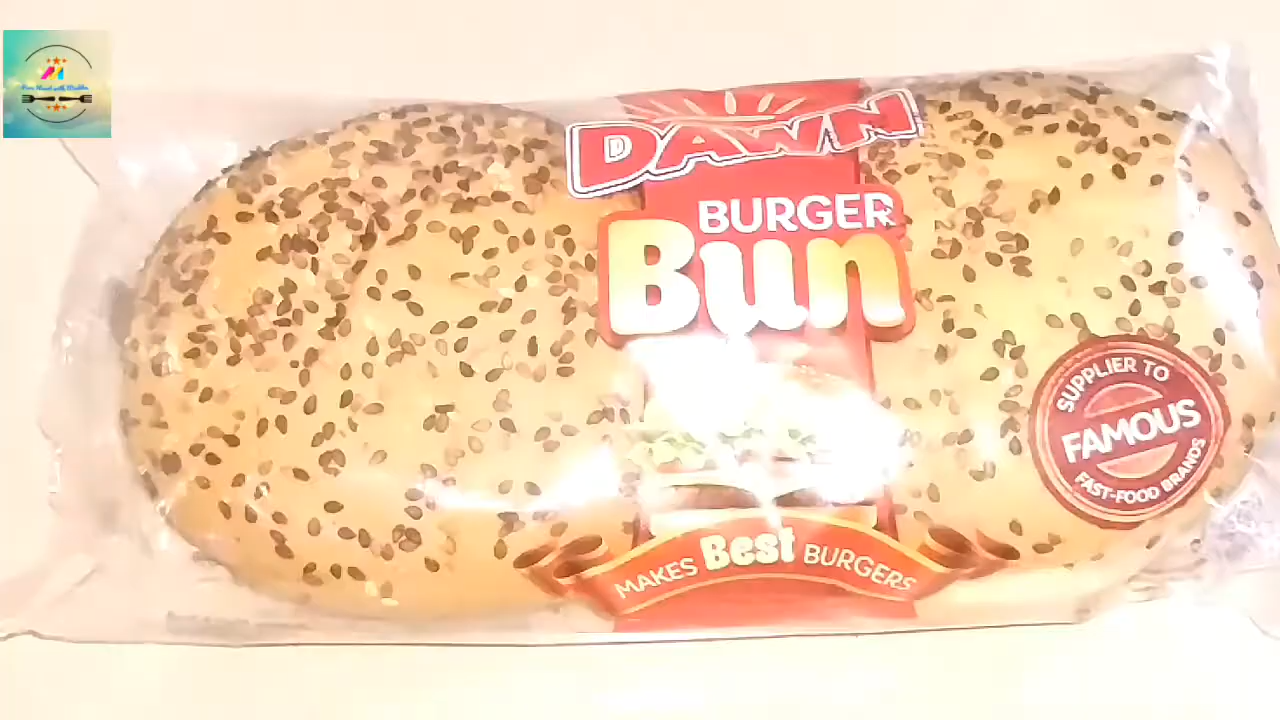 DAWN
BURGER
Bun
SUPPLIER TO
FAMOUS
FAST-FOOD BRANDS
MAKES Best BURGERS